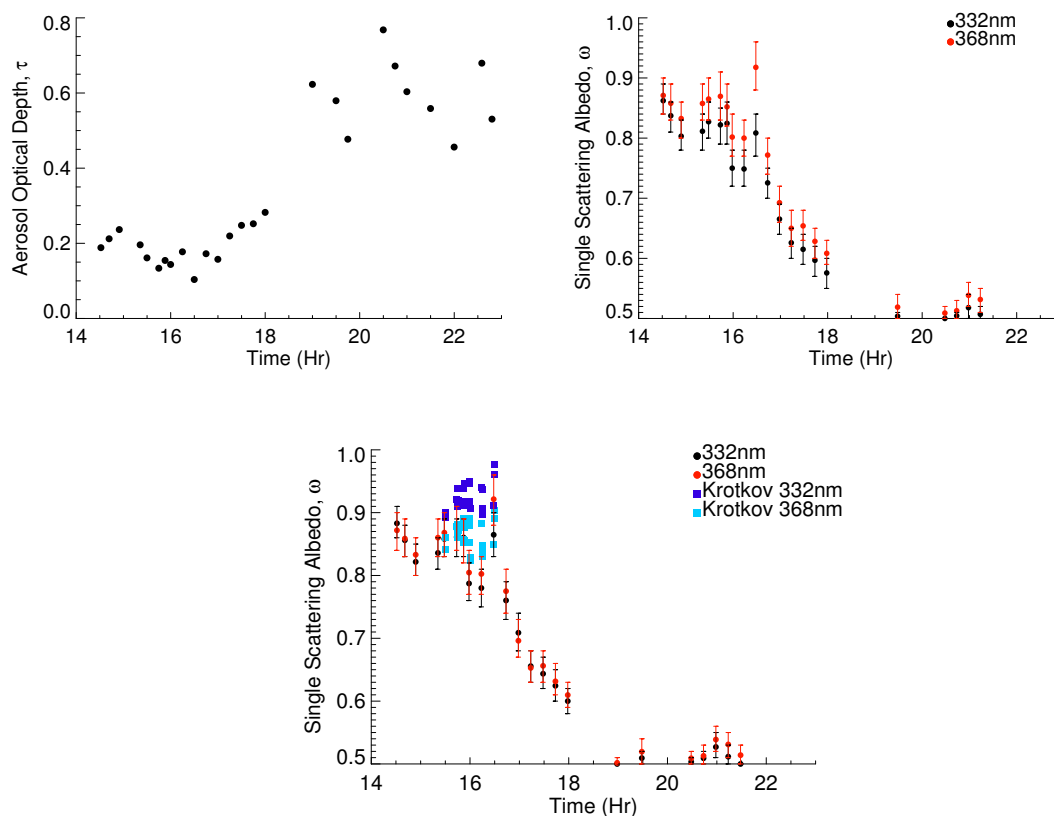 0.8
0.6
0.4
0.2
0.0
Aerosol Optical Depth, τ
14 16 18 20 22
Time (Hr)
332nm
368nm
1.0
0.9
0.8
0.7
0.6
0.5
Single Scattering Albedo, ω
14 16 18 20 22
Time (Hr)
332nm
368nm
Krotkov 332nm
Krotkov 368nm
1.0
0.9
0.8
0.7
0.6
0.5
Single Scattering Albedo, ω
14 16 18 20 22
Time (Hr)